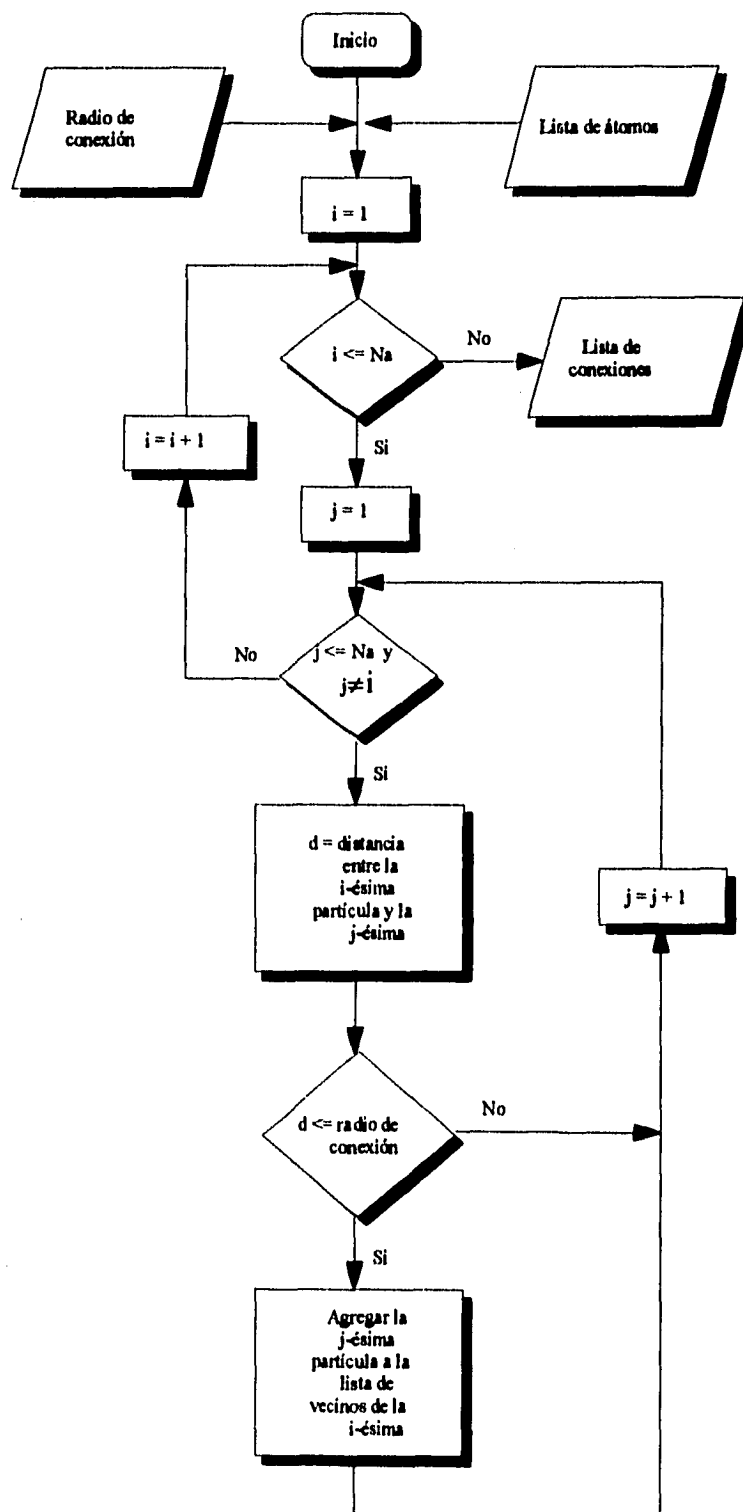 Inicio
Radio de
conexión
Lista de átomos
i = 1
i <= Na
No
Lista de
conexiones
i = i + 1
Si
j = 1
No
j <= Na y
j≠i
Si
d = distancia
entre la
i-ésima
partícula y la
j-ésima
j = j + 1
d <= radio de
conexión
No
Si
Agregar la
j-ésima
partícula a la
lista de
vecinos de la
i-ésima